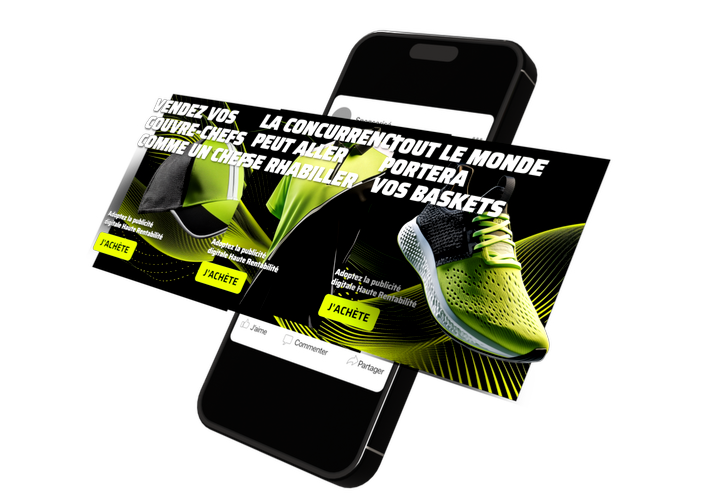 VENDEZ VOS
COUVRE-CHEFS
COMME UN CHEF
Adoptez la publicité
digitale Haute Rentabilité
J'ACHÈTE
LA CONCURRENC
PEUT ALLER
SE RHABILLER
Adoptez la publicité
digitale Haute Rentabilité
J'ACHÈTE
TOUT LE MONDE
PORTERA
VOS BASKETS
Adoptez la publicité
digitale Haute Rentabilité
J'ACHÈTE
J'aime
Commenter
Partager